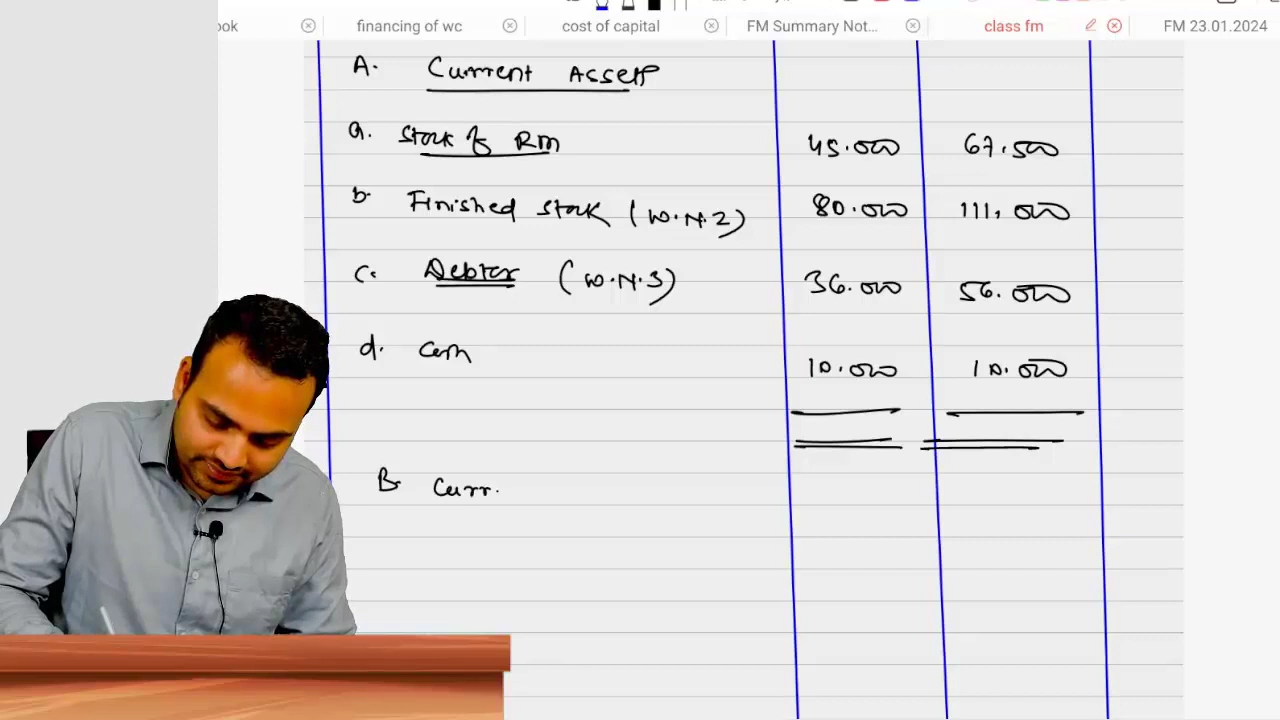 ook financing of wc cost of capital FM Summary Not... class fm FM 23.01.2024
A. Current Assets
a. Stock of RM 45.000 67.500
b. Finished Stock (W.N.2) 80.000 111,000
c. Debtor (W.N.3) 36.000 56.000
d. Cash 10.000 10.000
B. Curr.